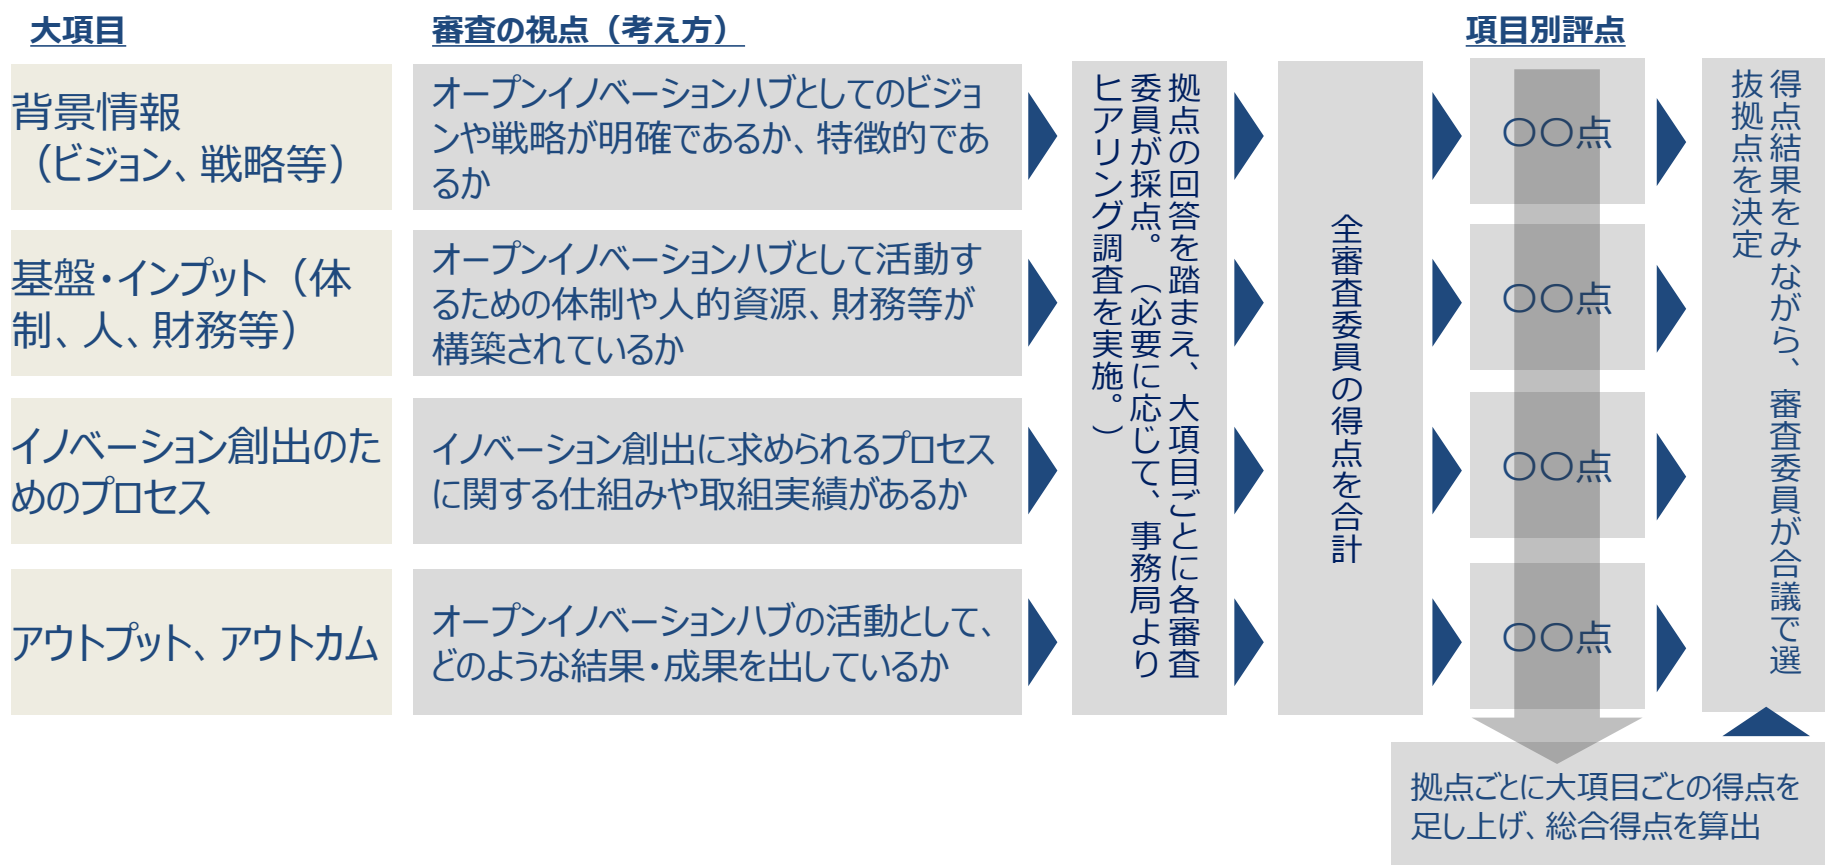 大項目
審査の視点（考え方）
項目別評点
背景情報
（ビジョン、戦略等）
オープンイノベーションハブとしてのビジョ
ンや戦略が明確であるか、特徴的であ
るか
基盤・インプット（体
制、人、財務等）
オープンイノベーションハブとして活動す
るための体制や人的資源、財務等が
構築されているか
イノベーション創出のた
めのプロセス
イノベーション創出に求められるプロセス
に関する仕組みや取組実績があるか
アウトプット、アウトカム
オープンイノベーションハブの活動として、
どのような結果・成果を出しているか
拠点の回答を踏まえ、大項目ごとに各審査
委員が採点。（必要に応じて、事務局より
ヒアリング調査を実施。）
全審査委員の得点を合計
〇〇点
〇〇点
〇〇点
〇〇点
得点結果をみながら、審査委員が合議で選
抜拠点を決定
拠点ごとに大項目ごとの得点を
足し上げ、総合得点を算出